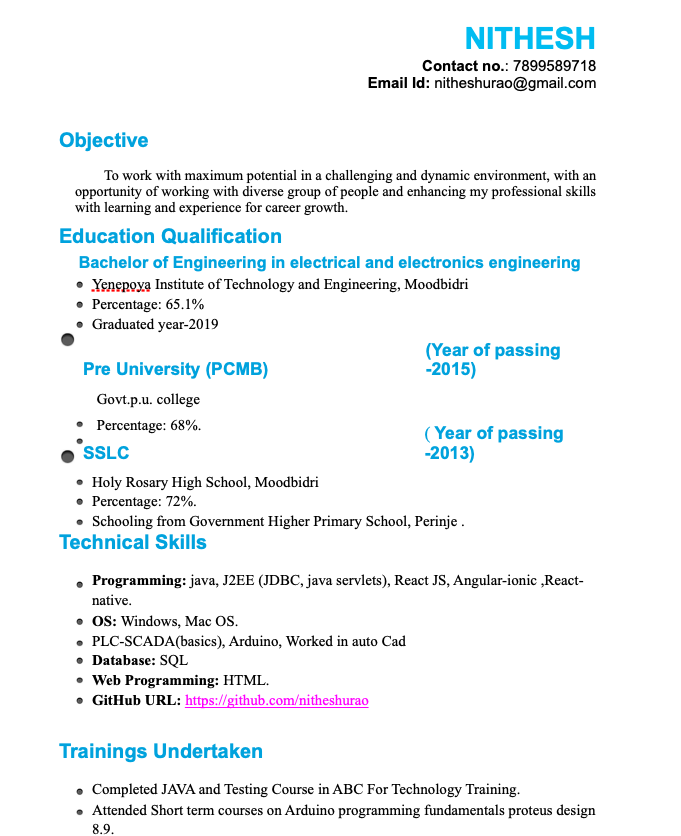 NITHESH
Contact no.: 7899589718
Email Id: nitheshurao@gmail.com
Objective
To work with maximum potential in a challenging and dynamic environment, with an
opportunity of working with diverse group of people and enhancing my professional skills
with learning and experience for career growth.
Education Qualification
Bachelor of Engineering in electrical and electronics engineering
Yenepoya Institute of Technology and Engineering, Moodbidri
Percentage: 65.1%
Graduated year-2019
(Year of passing
Pre University (PCMB) -2015)
Govt.p.u. college
Percentage: 68%.
( Year of passing
SSLC -2013)
Holy Rosary High School, Moodbidri
Percentage: 72%.
Schooling from Government Higher Primary School, Perinje .
Technical Skills
Programming: java, J2EE (JDBC, java servlets), React JS, Angular-ionic ,React-
native.
OS: Windows, Mac OS.
PLC-SCADA(basics), Arduino, Worked in auto Cad
Database: SQL
Web Programming: HTML.
GitHub URL: https://github.com/nitheshurao
Trainings Undertaken
Completed JAVA and Testing Course in ABC For Technology Training.
Attended Short term courses on Arduino programming fundamentals proteus design
8.9.